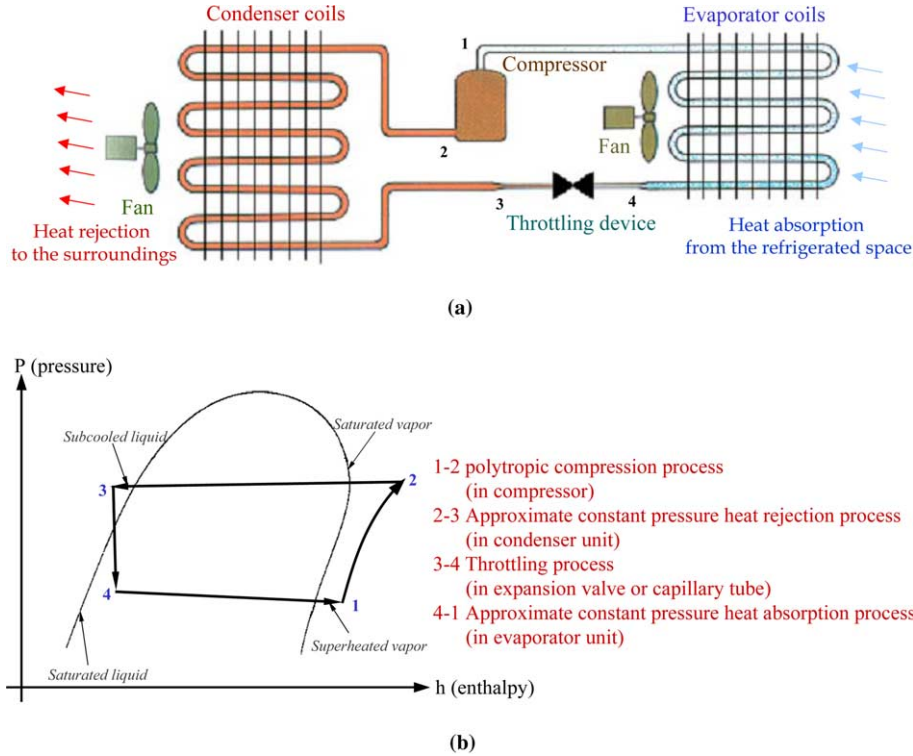 Condenser coils
Evaporator coils
1
Compressor
2
Fan
Fan
3
4
Throttling device
Heat rejection
to the surroundings
Heat absorption
from the refrigerated space
(a)
P (pressure)
Subcooled liquid
Saturated vapor
3
2
4
1
Superheated vapor
Saturated liquid
h (enthalpy)
1-2 polytropic compression process
(in compressor)
2-3 Approximate constant pressure heat rejection process
(in condenser unit)
3-4 Throttling process
(in expansion valve or capillary tube)
4-1 Approximate constant pressure heat absorption process
(in evaporator unit)
(b)